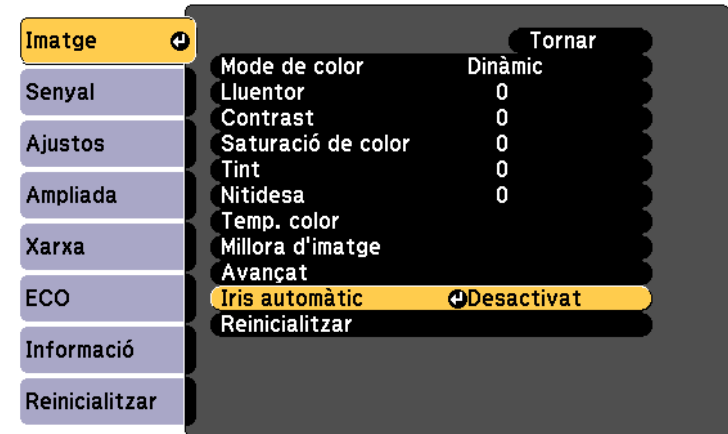 Imatge
Senyal
Ajustos
Ampliada
Xarxa
ECO
Informació
Reinicialitzar
Tornar
Mode de color Dinàmic
Lluentor 0
Contrast 0
Saturació de color 0
Tint 0
Nitidesa 0
Temp. color
Millora d'imatge
Avançat
Iris automàtic Desactivat
Reinicialitzar